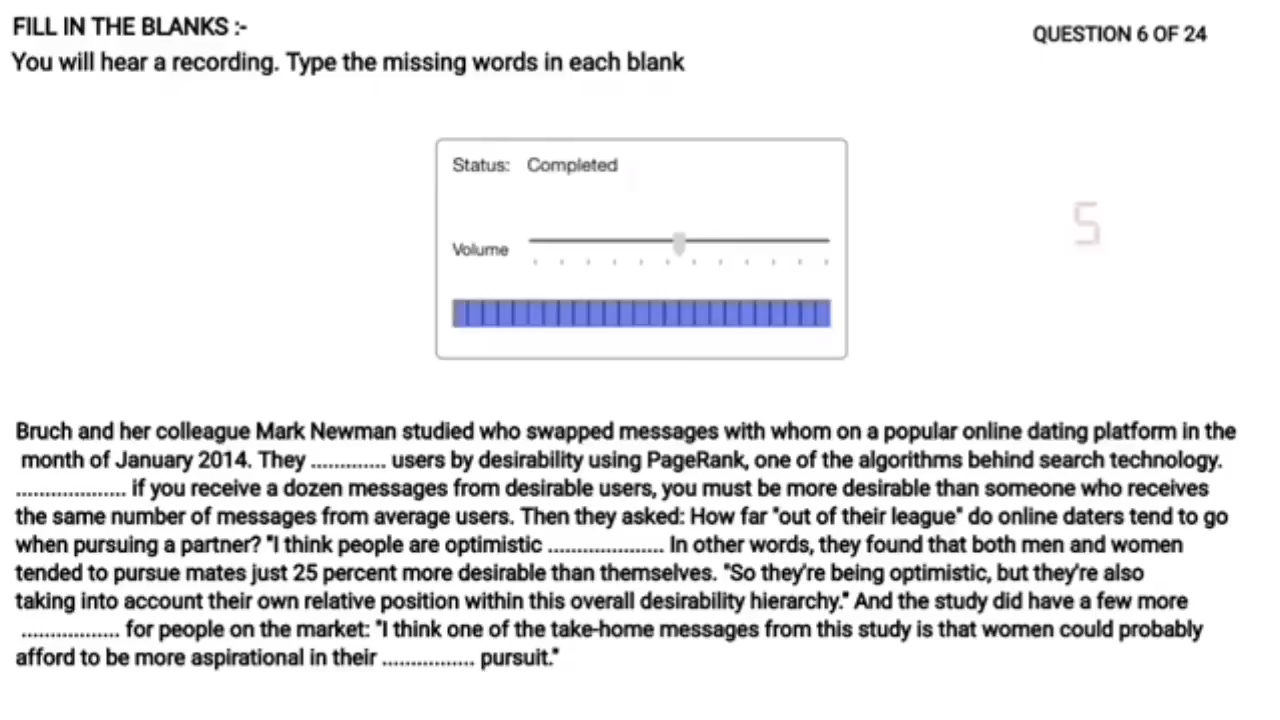 FILL IN THE BLANKS :-
QUESTION 6 OF 24
You will hear a recording. Type the missing words in each blank
Status: Completed
5
Volume
Bruch and her colleague Mark Newman studied who swapped messages with whom on a popular online dating platform in the
month of January 2014. They ............. users by desirability using PageRank, one of the algorithms behind search technology.
................... if you receive a dozen messages from desirable users, you must be more desirable than someone who receives
the same number of messages from average users. Then they asked: How far "out of their league" do online daters tend to go
when pursuing a partner? "I think people are optimistic .................... In other words, they found that both men and women
tended to pursue mates just 25 percent more desirable than themselves. "So they're being optimistic, but they're also
taking into account their own relative position within this overall desirability hierarchy." And the study did have a few more
................. for people on the market: "I think one of the take-home messages from this study is that women could probably
afford to be more aspirational in their ................ pursuit."